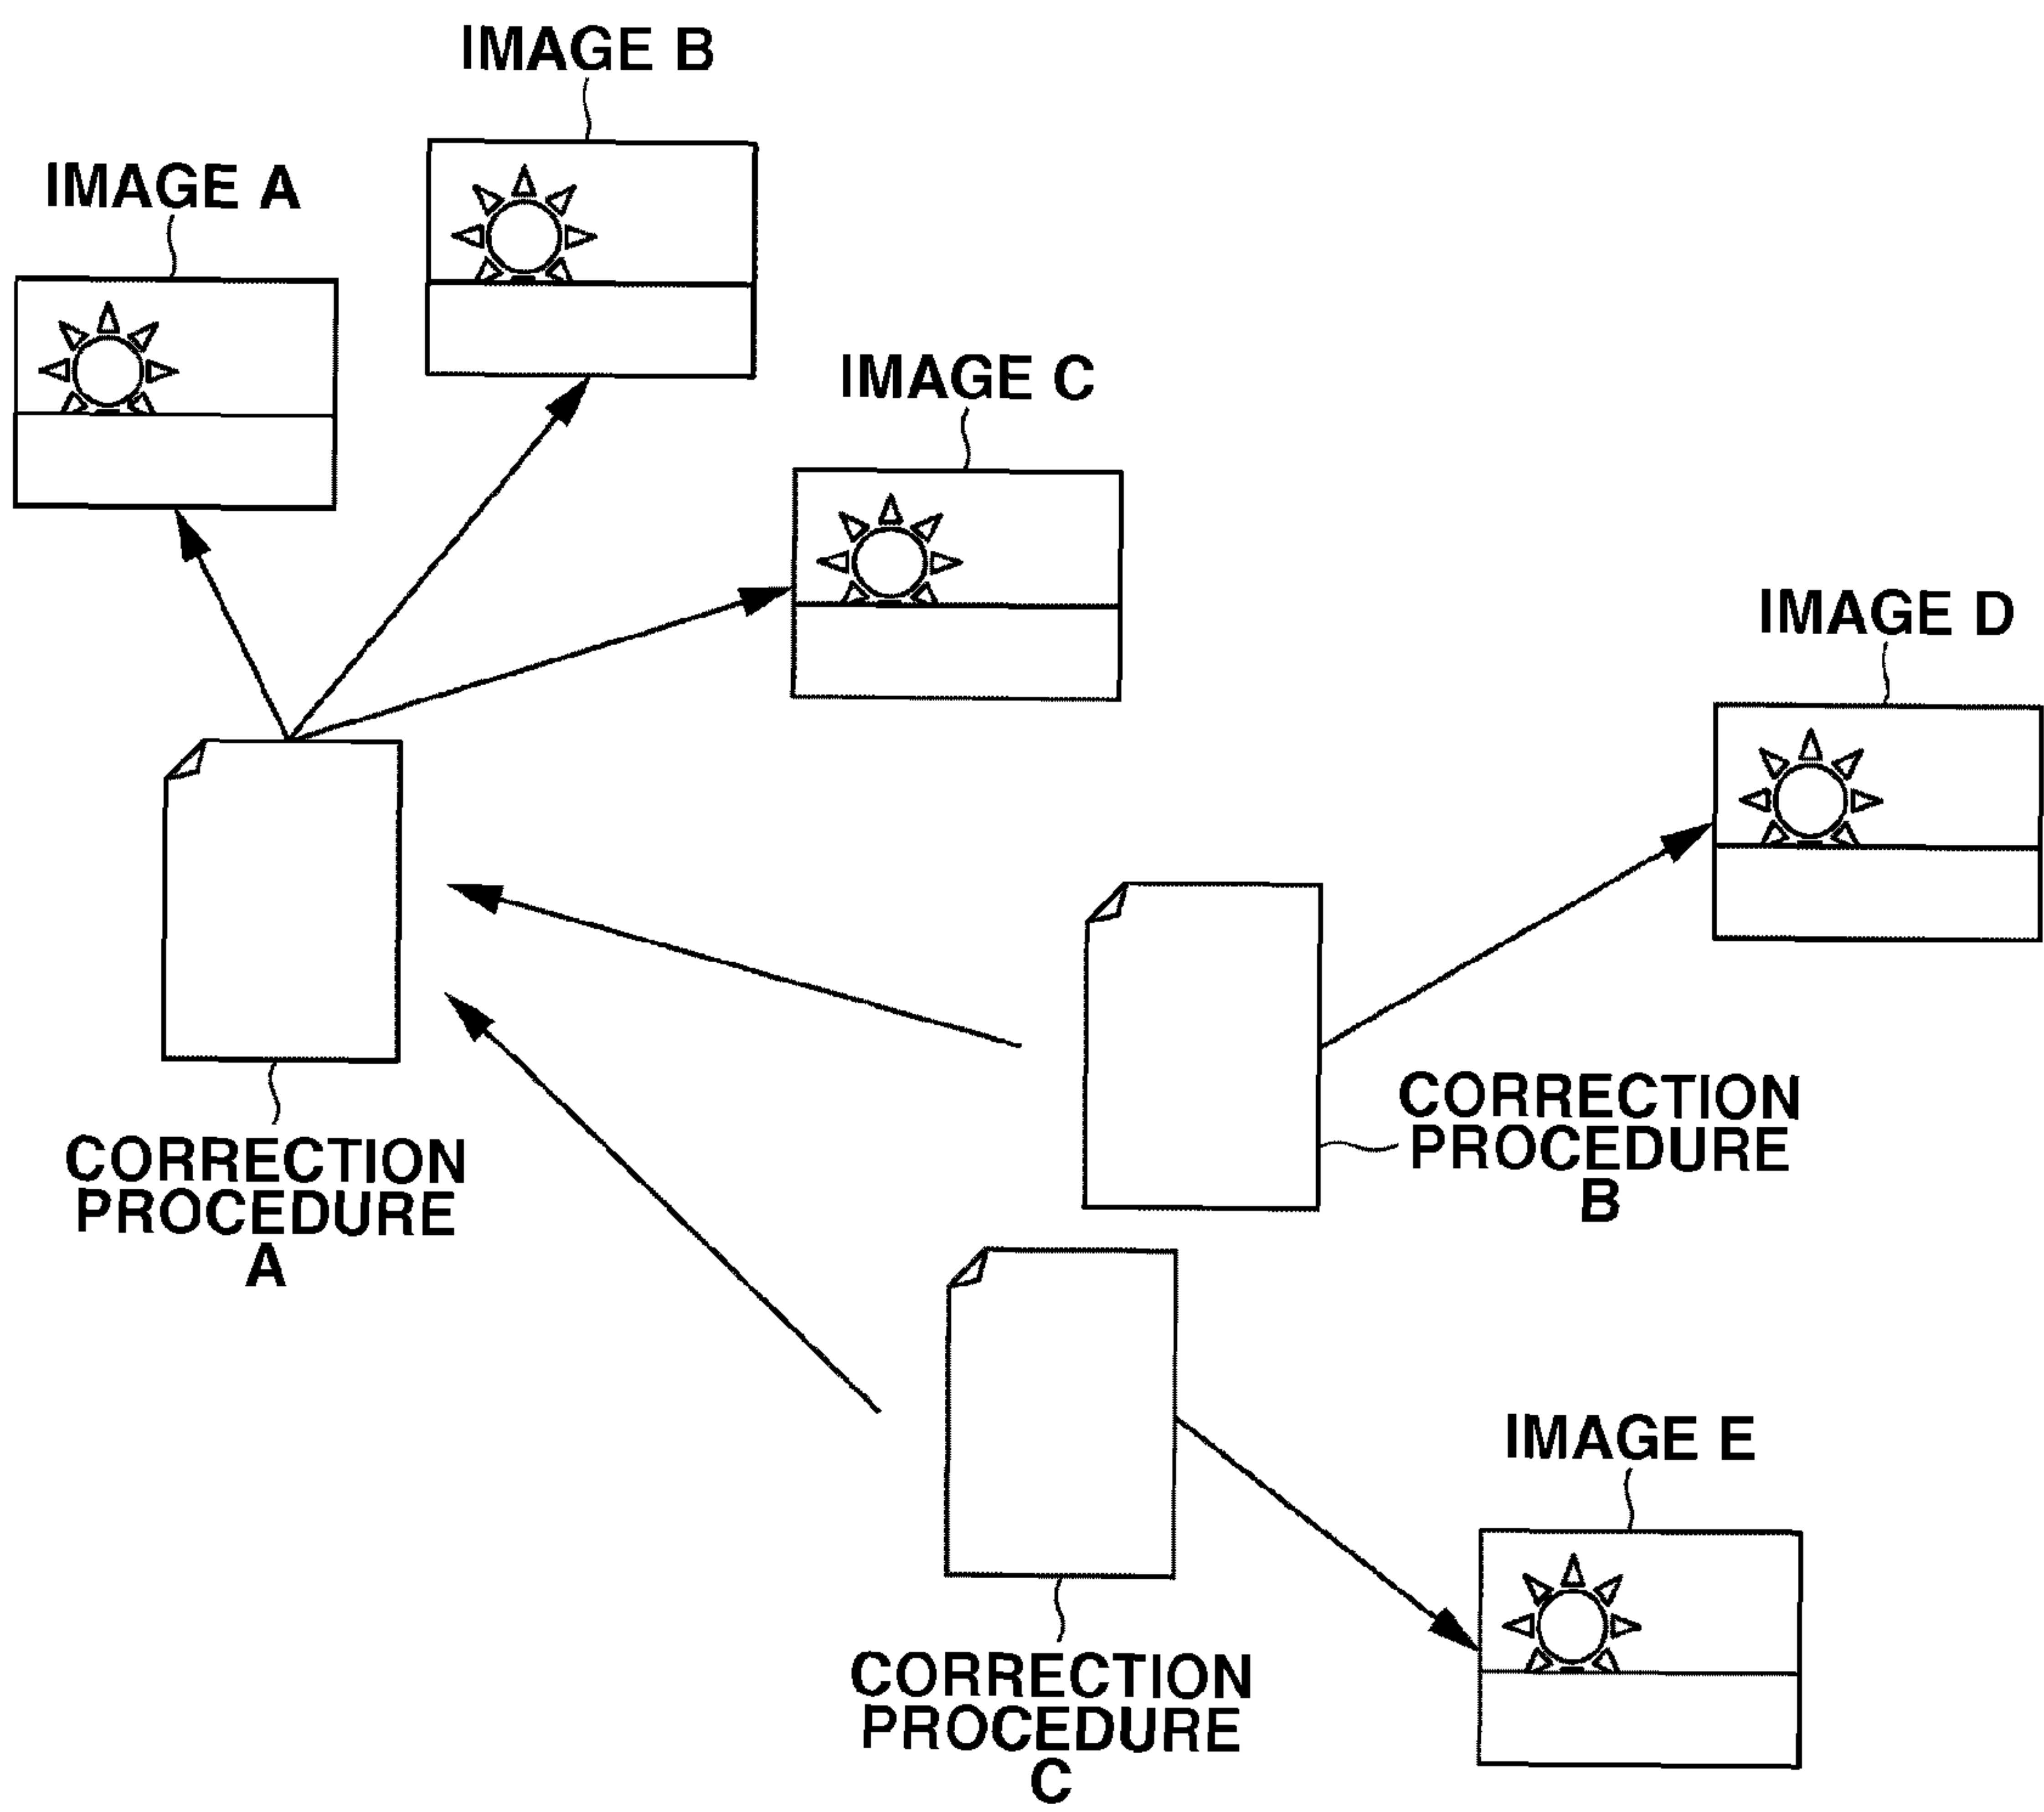 IMAGE B
IMAGE A
IMAGE C
IMAGE D
CORRECTION
PROCEDURE
B
CORRECTION
PROCEDURE
A
IMAGE E
CORRECTION
PROCEDURE
C